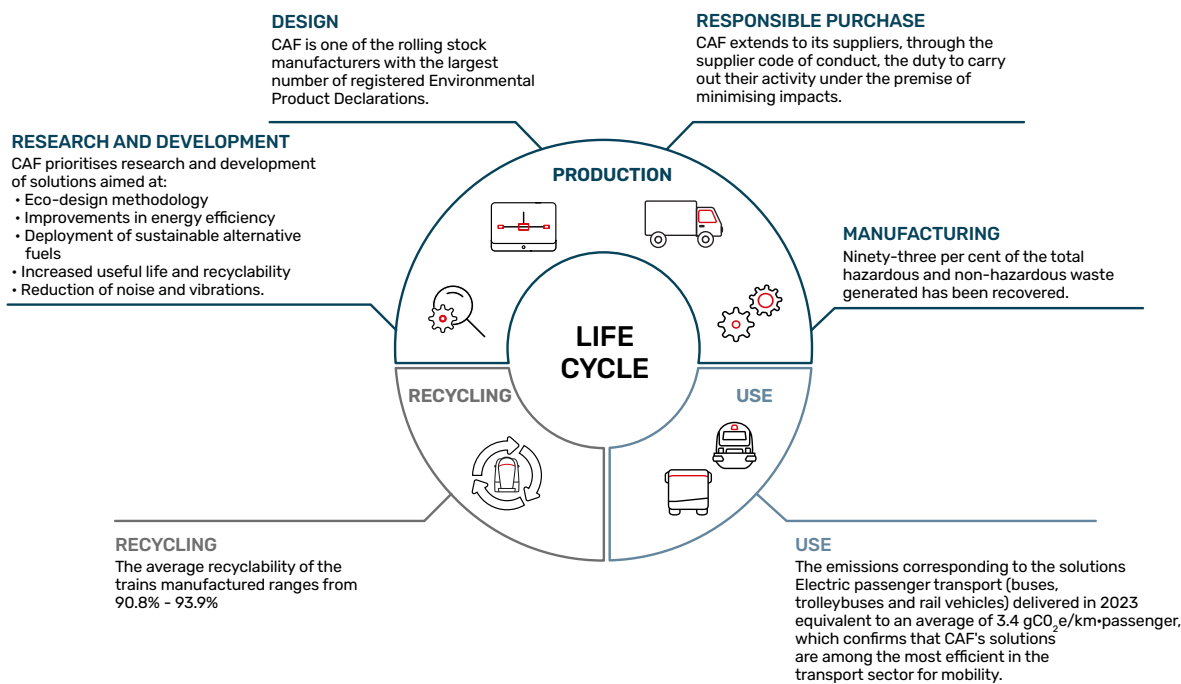 DESIGN
CAF is one of the rolling stock
manufacturers with the largest
number of registered Environmental
Product Declarations.
RESPONSIBLE PURCHASE
CAF extends to its suppliers, through the
supplier code of conduct, the duty to carry
out their activity under the premise of
minimising impacts.
RESEARCH AND DEVELOPMENT
CAF prioritises research and development
of solutions aimed at:
• Eco-design methodology
• Improvements in energy efficiency
• Deployment of sustainable alternative
fuels
• Increased useful life and recyclability
• Reduction of noise and vibrations.
PRODUCTION
MANUFACTURING
Ninety-three per cent of the total
hazardous and non-hazardous waste
generated has been recovered.
LIFE
CYCLE
RECYCLING
USE
RECYCLING
The average recyclability of the
trains manufactured ranges from
90.8% - 93.9%
USE
The emissions corresponding to the solutions
Electric passenger transport (buses,
trolleybuses and rail vehicles) delivered in 2023
equivalent to an average of 3.4 gCO₂e/km•passenger,
which confirms that CAF's solutions
are among the most efficient in the
transport sector for mobility.